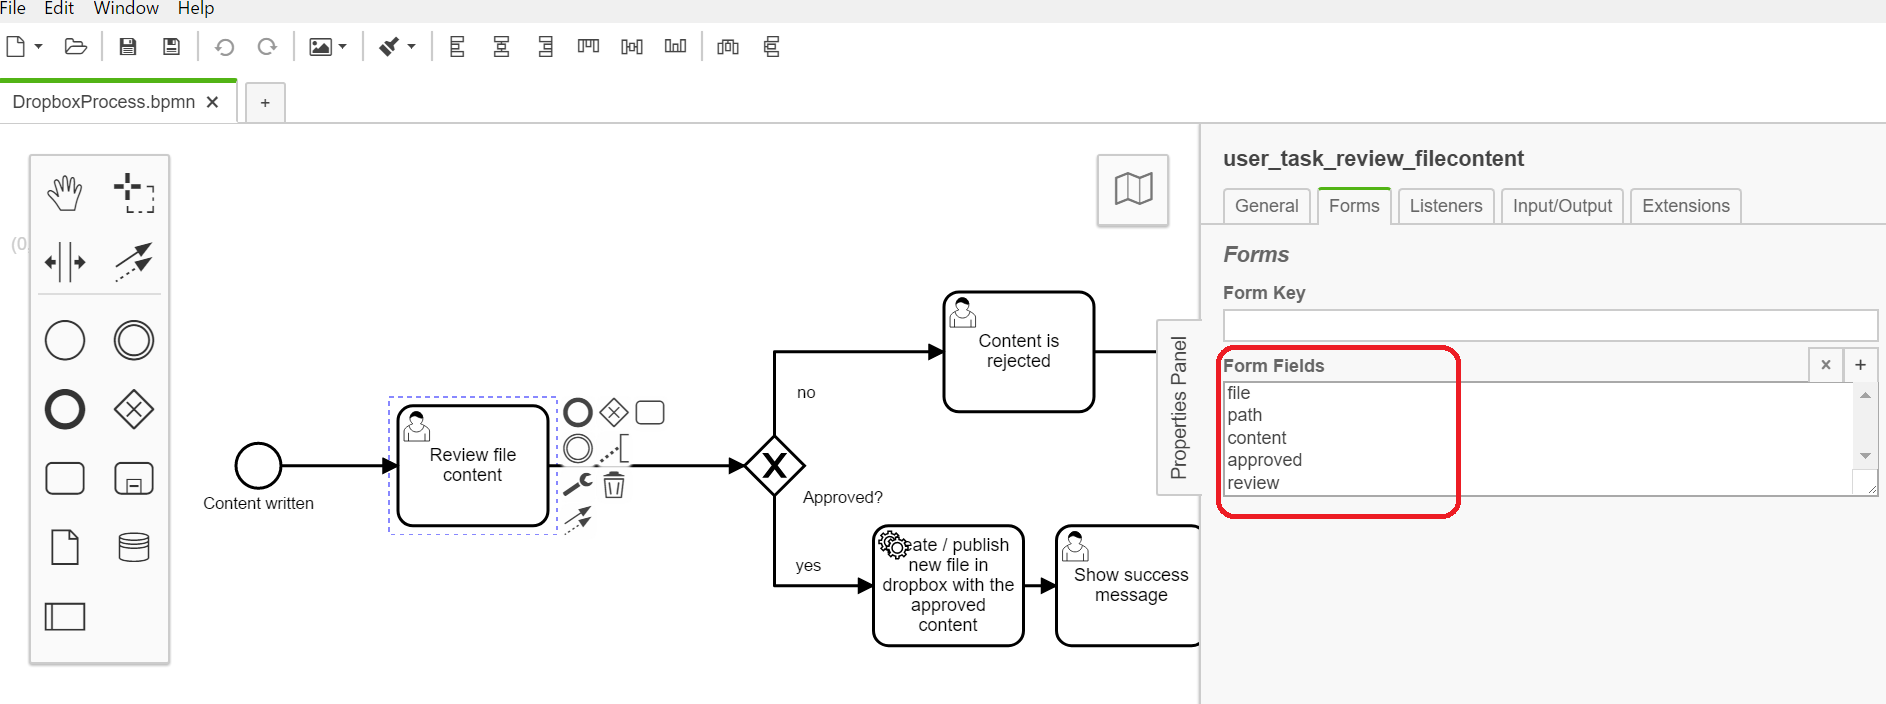 File Edit Window Help
DropboxProcess.bpmn
(0
Content written
Review file
content
Approved?
no
Content is
rejected
yes
eate / publish
new file in
dropbox with the
approved
content
Show success
message
Properties Panel
user_task_review_filecontent
General Forms Listeners Input/Output Extensions
Forms
Form Key
Form Fields
file
path
content
approved
review